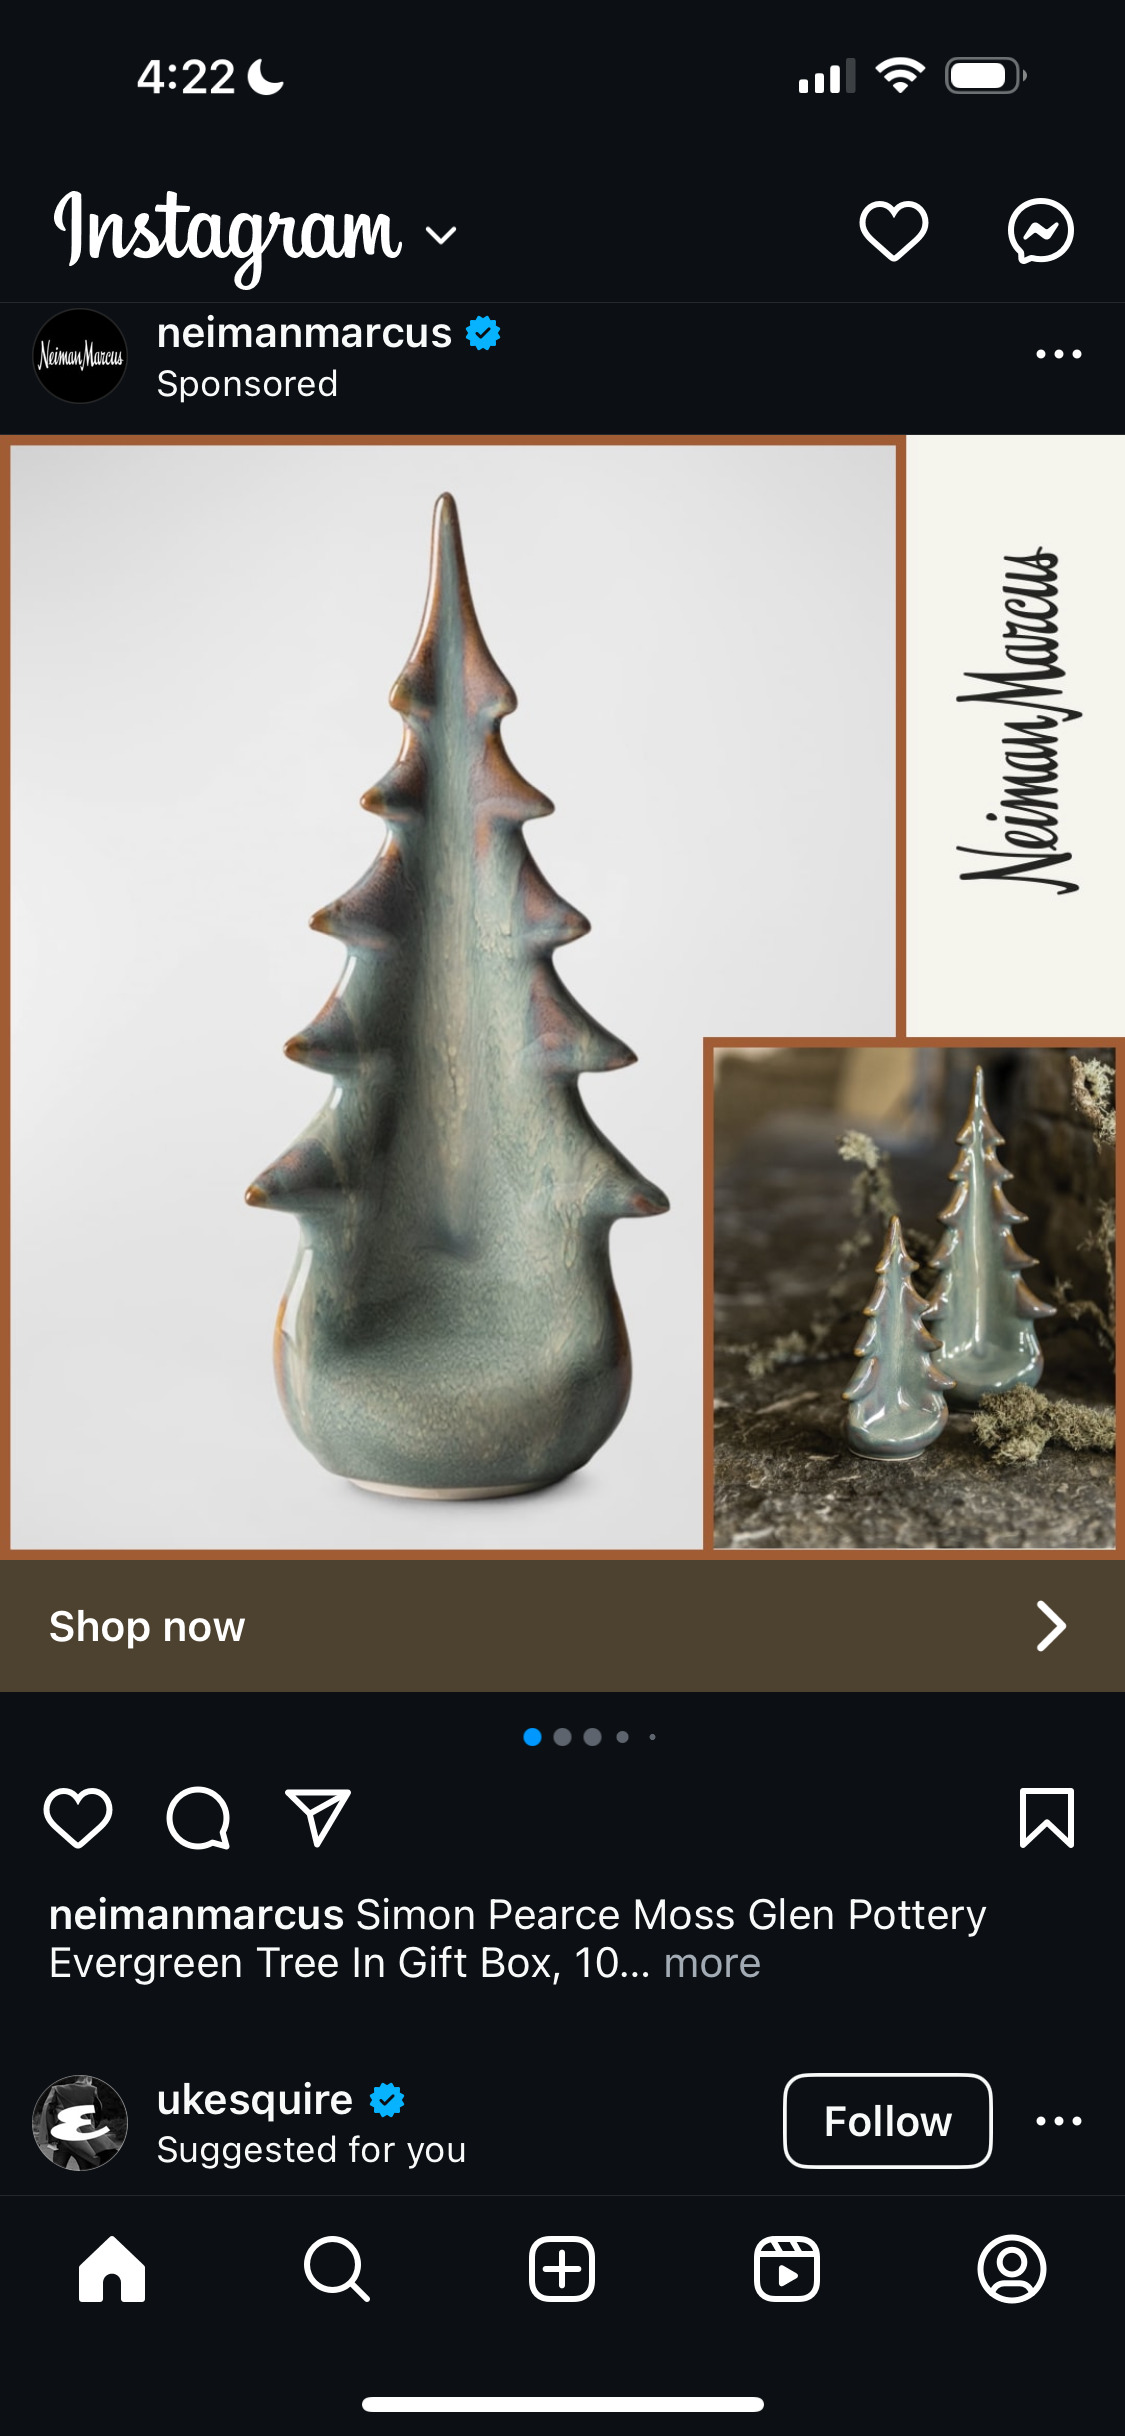 4:22
Instagram
Neiman Marcus
neimanmarcus
Sponsored
Neiman Marcus
Shop now
neimanmarcus Simon Pearce Moss Glen Pottery
Evergreen Tree In Gift Box, 10... more
ukesquire
Suggested for you
Follow